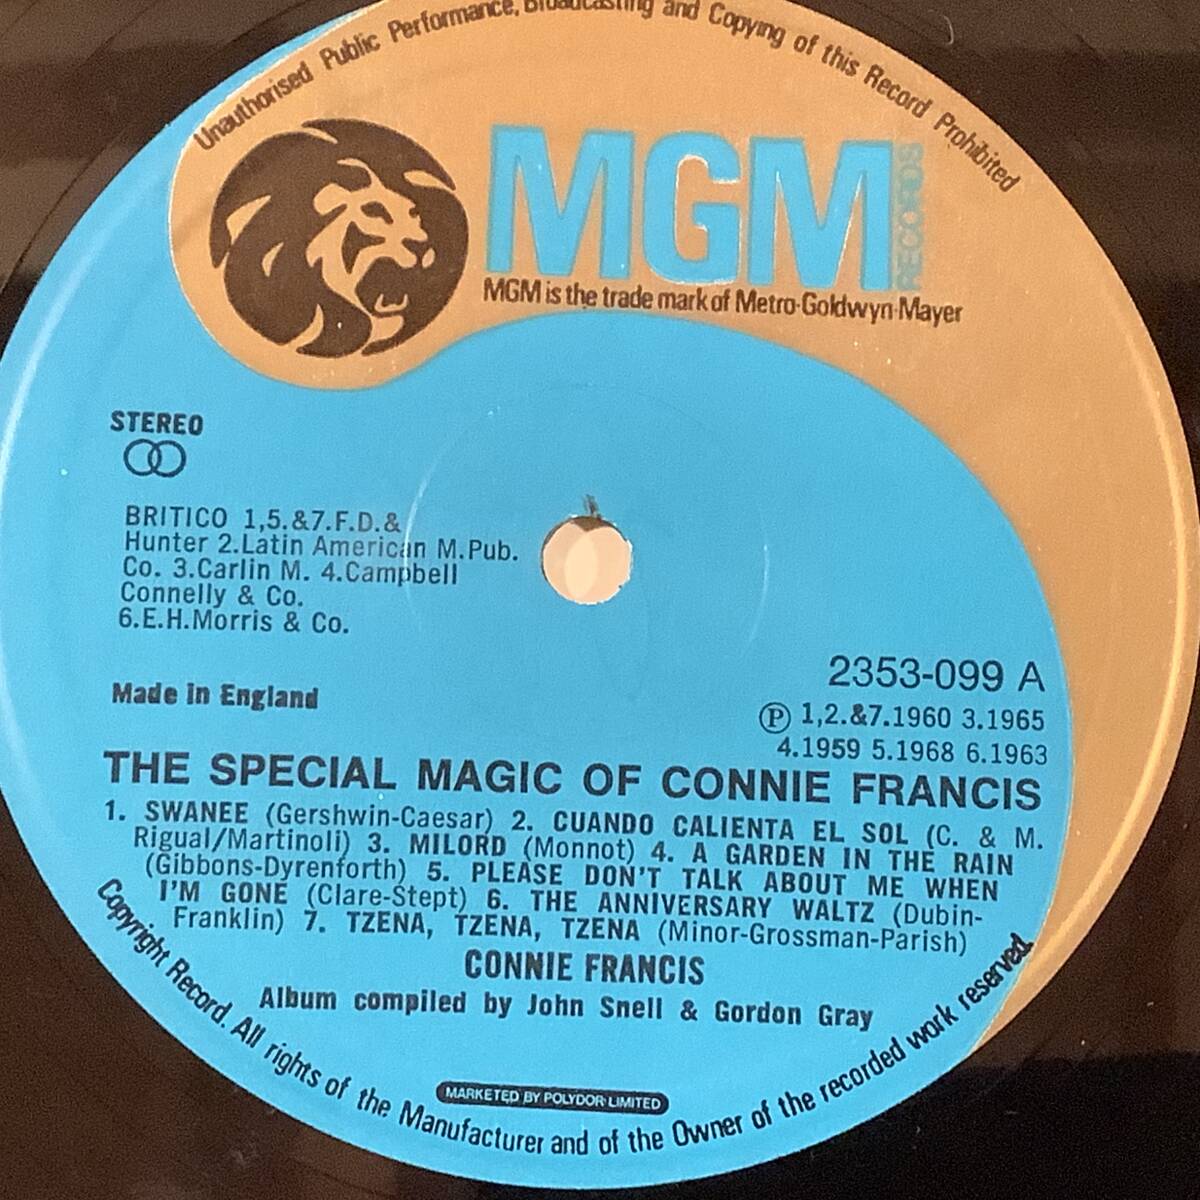 Unauthorised Public Performance, Broadcasting and Copying of this Record Prohibited
MGM
RECORDS
MGM is the trade mark of Metro-Goldwyn-Mayer
STEREO
BRITICO 1,5.&7.F.D.&
Hunter 2.Latin American M.Pub.
Co. 3.Carlin M. 4.Campbell
Connelly & Co.
6.E.H.Morris & Co.
Made in England
2353-099 A
Ⓟ 1,2.&7.1960 3.1965
4.1959 5.1968 6.1963
THE SPECIAL MAGIC OF CONNIE FRANCIS
1. SWANEE (Gershwin-Caesar) 2. CUANDO CALIENTA EL SOL (C. & M.
Rigual/Martinoli) 3. MILORD (Monnot) 4. A GARDEN IN THE RAIN
(Gibbons-Dyrenforth) 5. PLEASE DON'T TALK ABOUT ME WHEN
I'M GONE (Clare-Stept) 6. THE ANNIVERSARY WALTZ (Dubin-
Franklin) 7. TZENA, TZENA, TZENA (Minor-Grossman-Parish)
CONNIE FRANCIS
Album compiled by John Snell & Gordon Gray
MARKETED BY POLYDOR LIMITED
Copyright Record. All rights of the Manufacturer and of the Owner of the recorded work reserved.